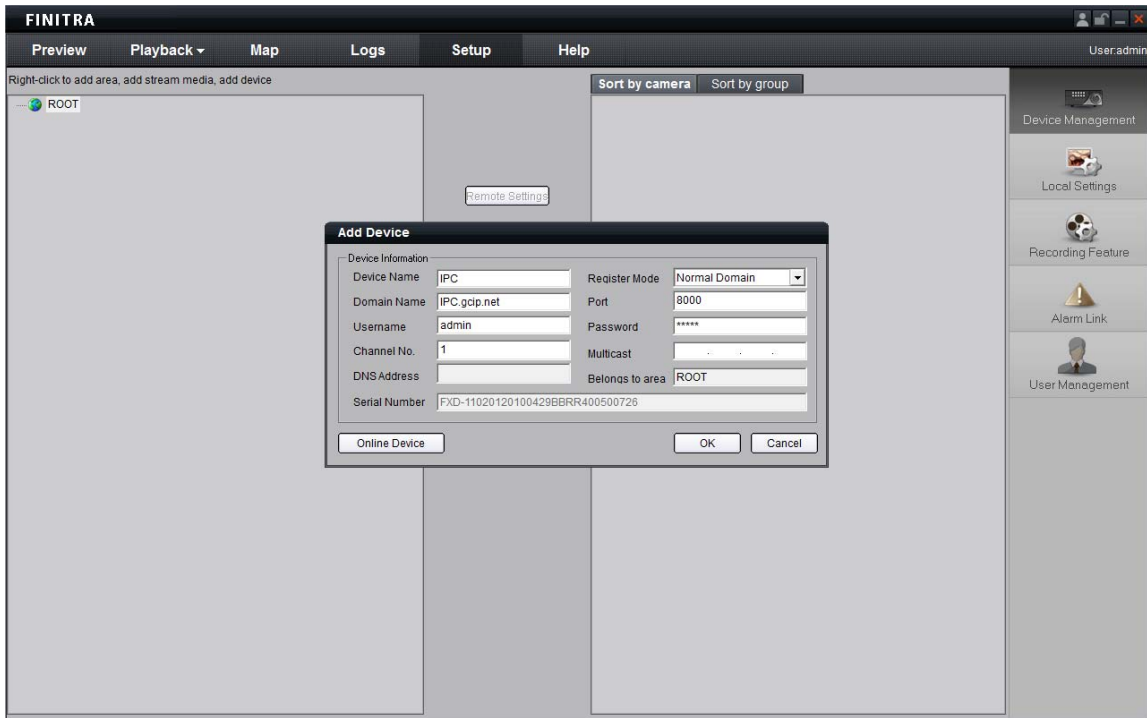 FINITRA
Preview Playback Map Logs Setup Help User:admin
Right-click to add area, add stream media, add device
Sort by camera Sort by group
ROOT
Device Management
Remote Settings
Local Settings
Add Device
Device Information
Device Name IPC Register Mode Normal Domain
Domain Name IPC.gcip.net Port 8000
Username admin Password *****
Channel No. 1 Multicast . . .
DNS Address Belongs to area ROOT
Serial Number FXD-11020120100429BBRR400500726
Online Device OK Cancel
Recording Feature
Alarm Link
User Management